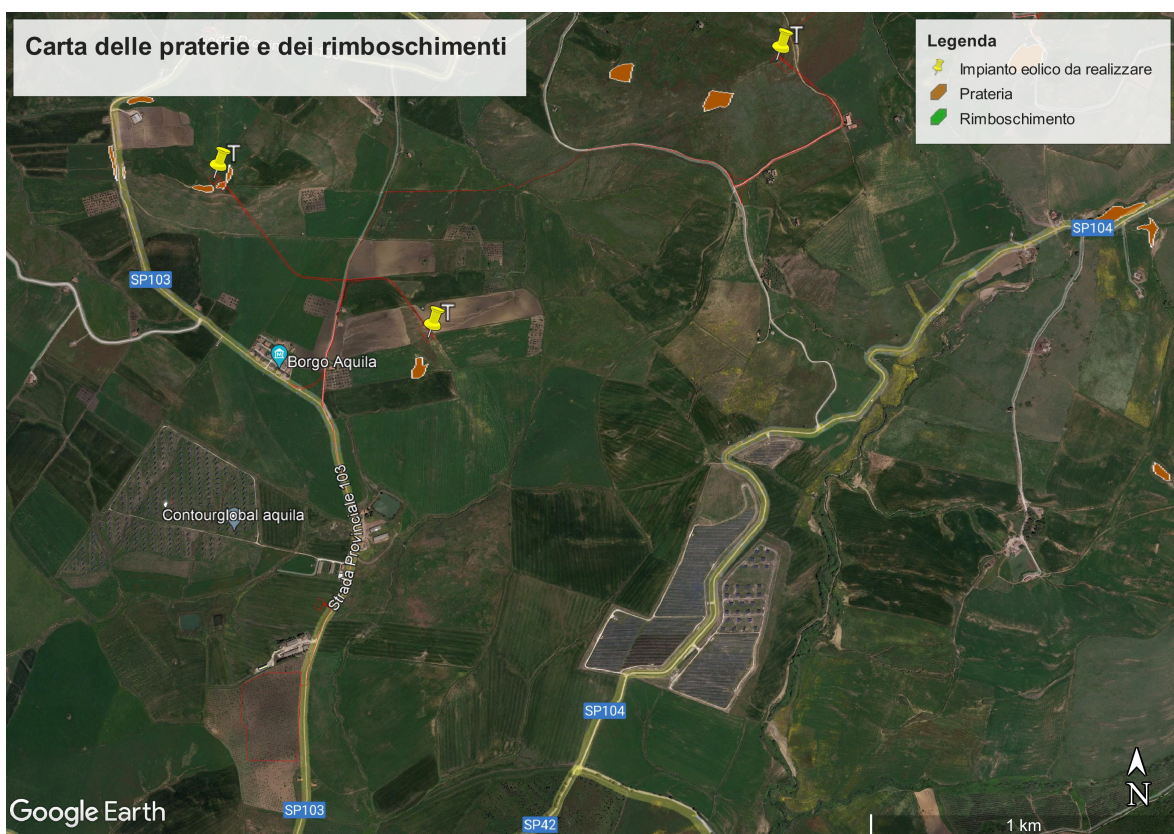 Carta delle praterie e dei rimboschimenti
Legenda
Impianto eolico da realizzare
Prateria
Rimboschimento
T
T
SP104
SP103
T
Borgo Aquila
Contourglobal aquila
Strada Provinciale 103
SP104
SP103
SP42
Google Earth
N
1 km